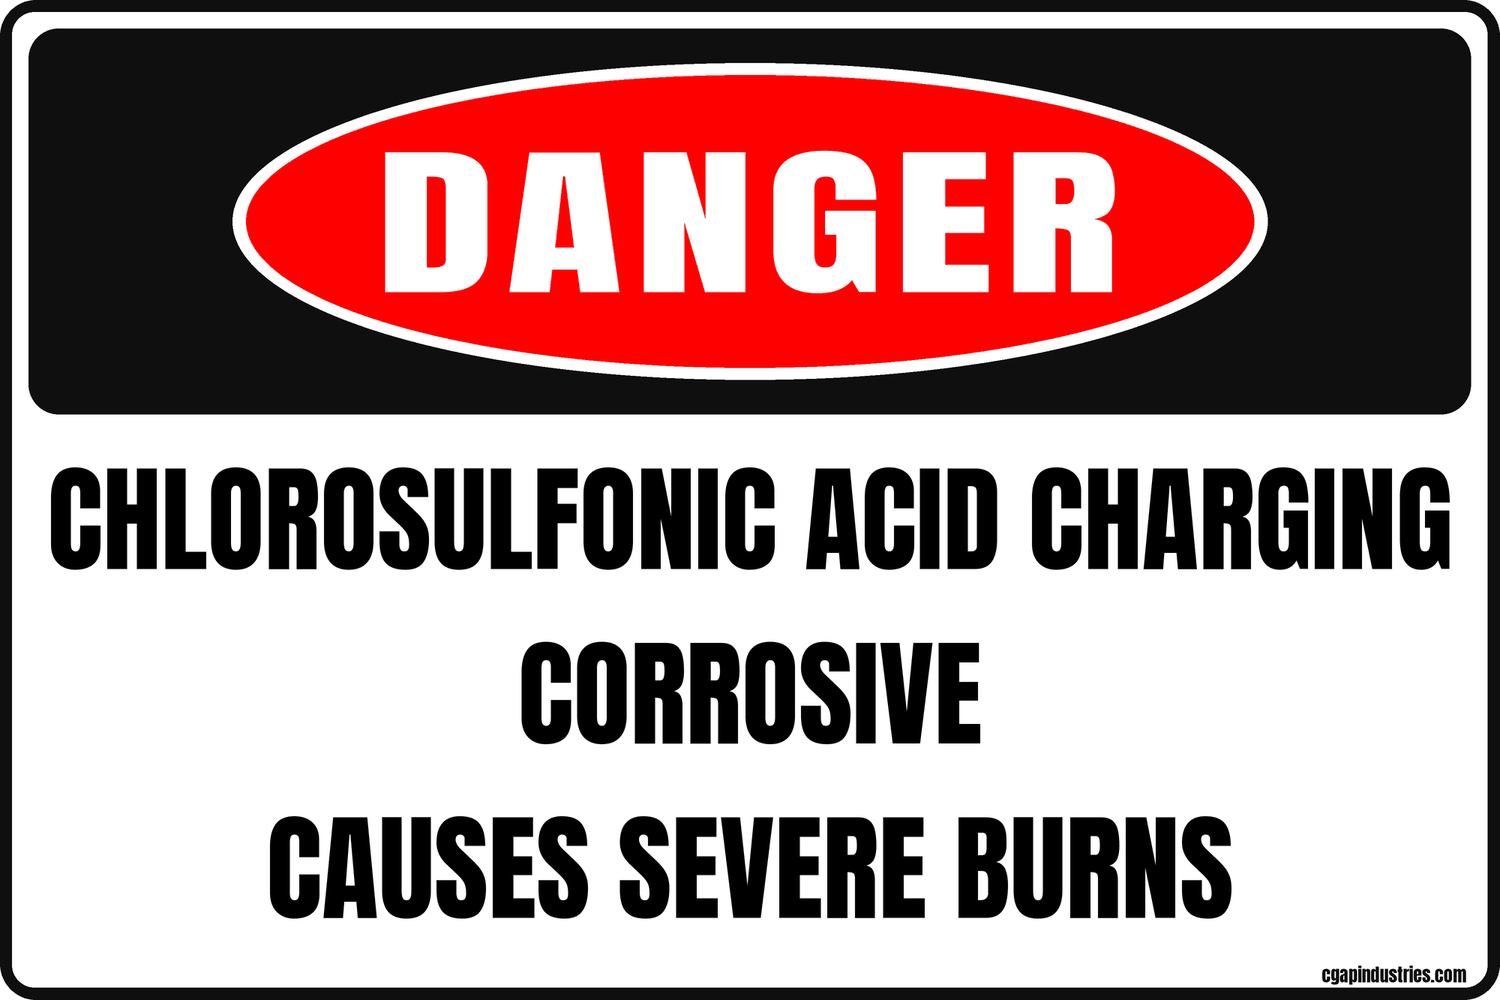 DANGER
CHLOROSULFONIC ACID CHARGING
CORROSIVE
CAUSES SEVERE BURNS
cgapindustries.com